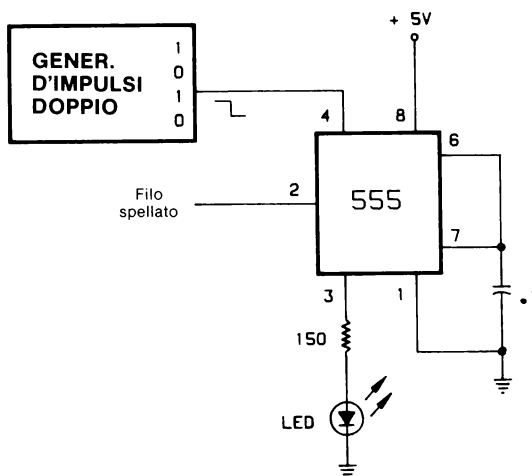 + 5V
GENER.
D'IMPULSI
DOPPIO
1
0
1
0
4
8
6
Filo
spellato
2
555
7
3
1
150
LED